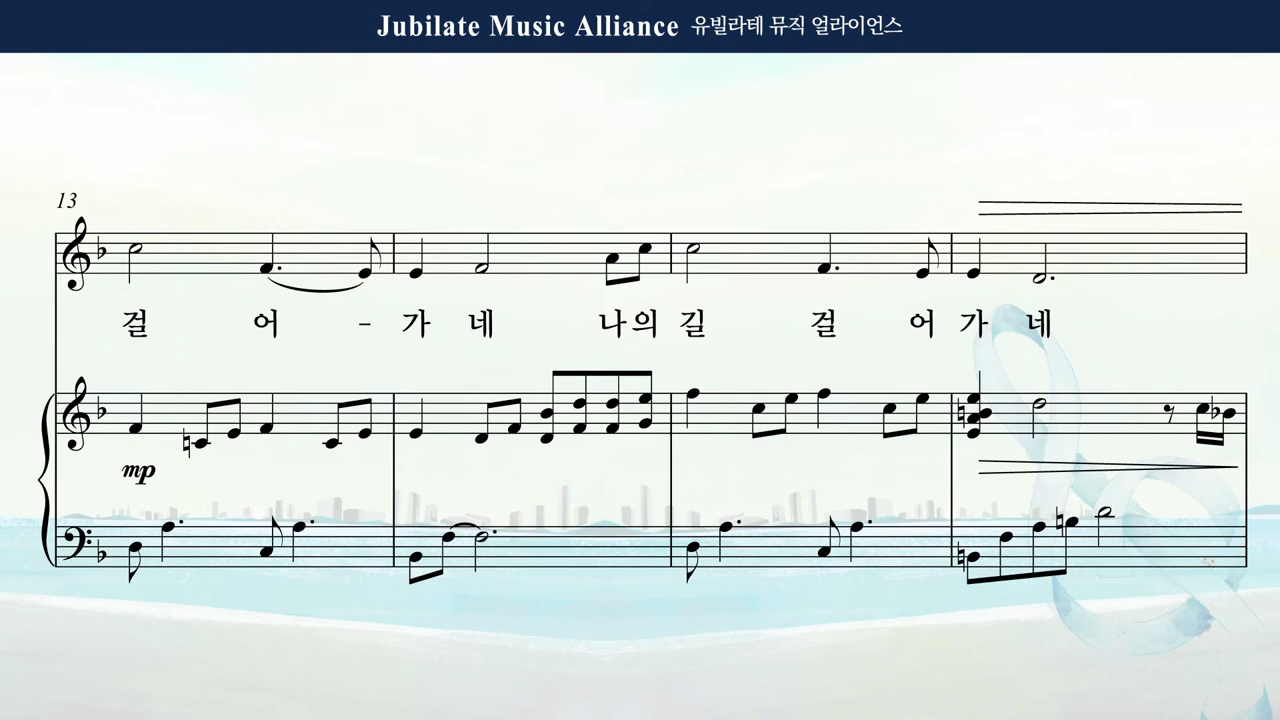 Jubilate Music Alliance 유빌라테 뮤직 얼라이언스
13
걸 어 - 가 네 나의 길 걸 어 가 네
mp